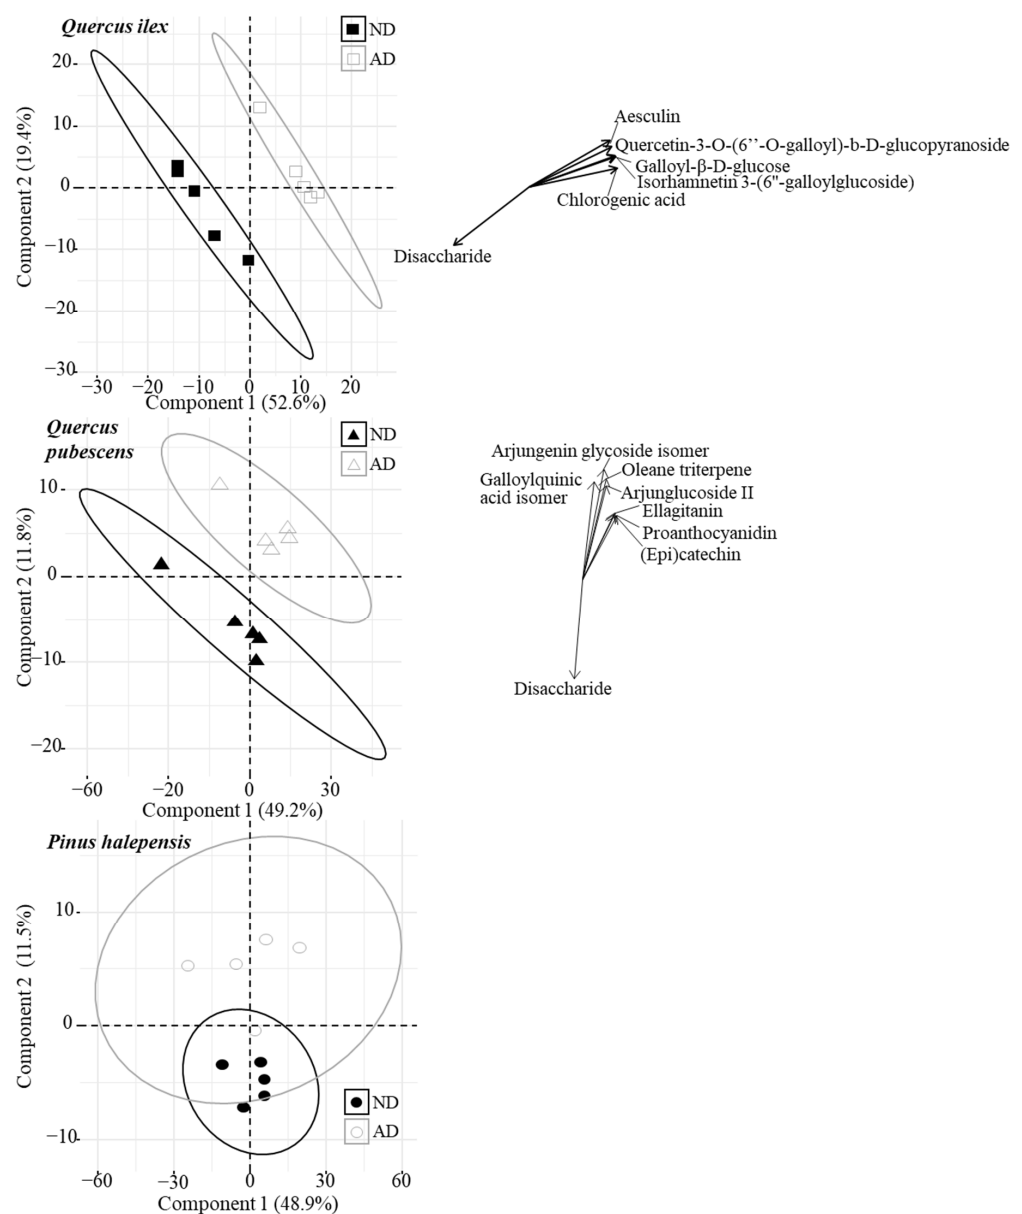 Quercus ilex
ND
AD
20
10
0
−10
−20
−30
Component 2 (19.4%)
−30 −20 −10 0 10 20
Component 1 (52.6%)
Aesculin
Quercetin-3-O-(6’’-O-galloyl)-b-D-glucopyranoside
Galloyl-β-D-glucose
Isorhamnetin 3-(6"-galloylglucoside)
Chlorogenic acid
Disaccharide
Quercus
pubescens
ND
AD
10
0
−10
−20
Component 2 (11.8%)
−60 −20 0 30
Component 1 (49.2%)
Arjungenin glycoside isomer
Oleane triterpene
Galloylquinic
acid isomer
Arjunglucoside II
Ellagitanin
Proanthocyanidin
(Epi)catechin
Disaccharide
Pinus halepensis
10
0
−10
Component 2 (11.5%)
ND
AD
−60 −30 0 30 60
Component 1 (48.9%)